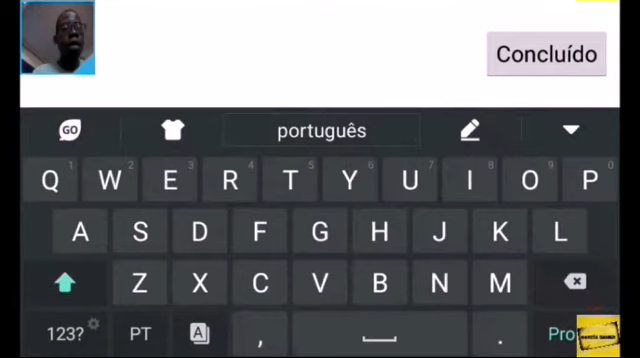 Concluído
GO português
1 2 3 4 5 6 7 8 9 0
Q W E R T Y U I O P
A S D F G H J K L
Z X C V B N M
123? PT A , . Pro